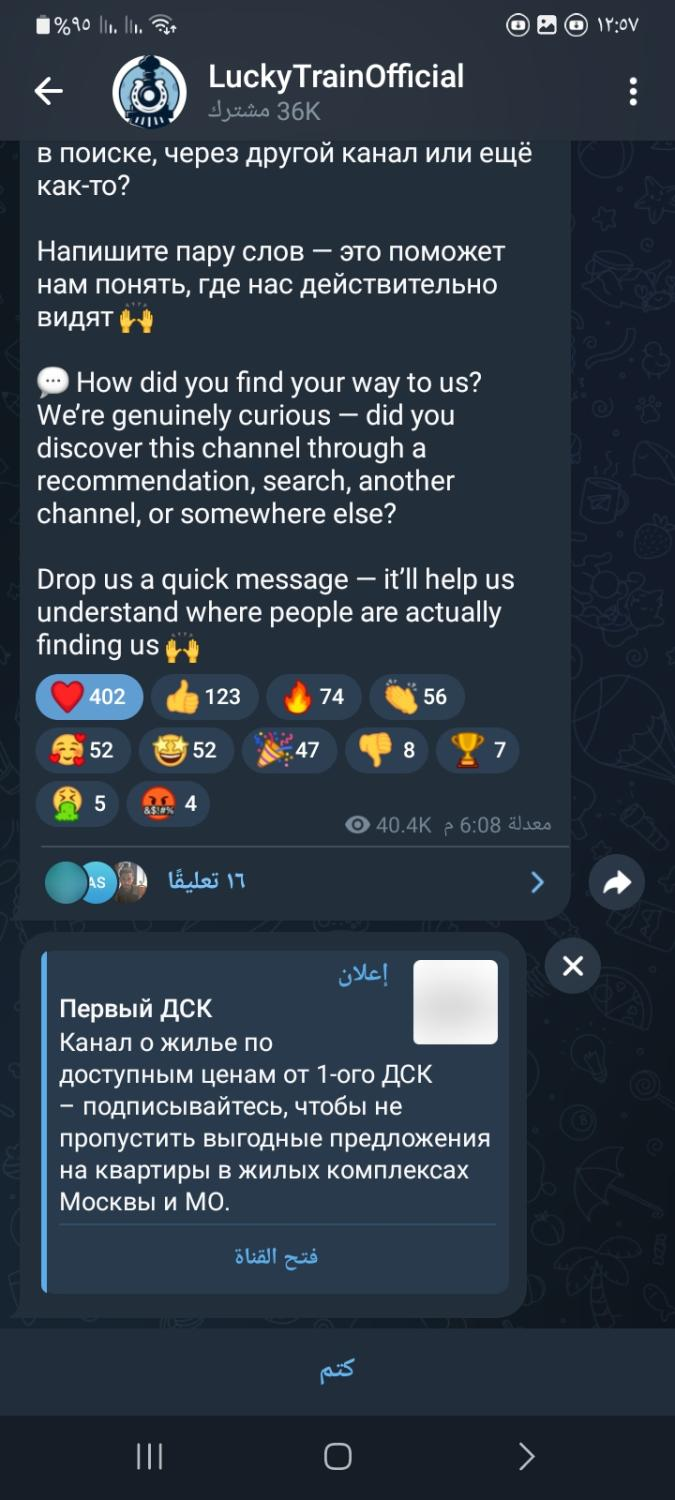 %٩٠ ١٢:٥٧
LuckyTrainOfficial
36K مشترك
в поиске, через другой канал или ещё
как-то?
Напишите пару слов — это поможет
нам понять, где нас действительно
видят 🙌
💬 How did you find your way to us?
We’re genuinely curious — did you
discover this channel through a
recommendation, search, another
channel, or somewhere else?
Drop us a quick message — it’ll help us
understand where people are actually
finding us 🙌
❤️ 402 👍 123 🔥 74 👏 56
🥰 52 🤩 52 🎉 47 👎 8 🏆 7
🤮 5 🤬 4
40.4K معدلة 6:08 م
AS ١٦ تعليقًا
إعلان
Первый ДСК
Канал о жилье по
доступным ценам от 1-ого ДСК
– подписывайтесь, чтобы не
пропустить выгодные предложения
на квартиры в жилых комплексах
Москвы и МО.
فتح القناة
كتم